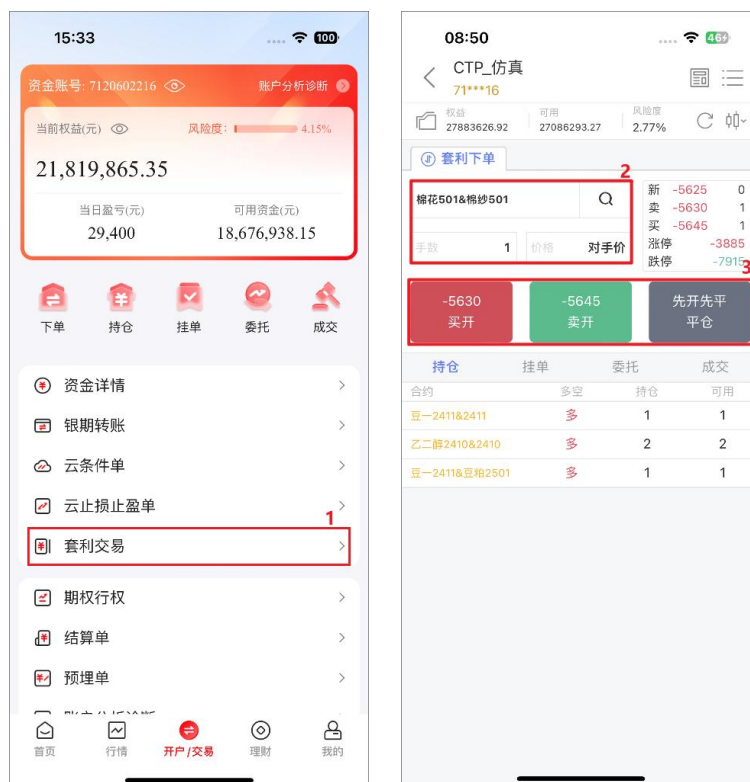 15:33
100
资金账号: 7120602216
账户分析诊断
当前权益(元)
风险度:
4.15%
21,819,865.35
当日盈亏(元)
可用资金(元)
29,400
18,676,938.15
下单
持仓
挂单
委托
成交
资金详情
银期转账
云条件单
云止损止盈单
1
套利交易
期权行权
结算单
预埋单
首页
行情
开户/交易
理财
我的
08:50
46
CTP_仿真
71***16
权益
27883626.92
可用
27086293.27
风险度
2.77%
套利下单
2
棉花501&棉纱501
手数 1
价格 对手价
新 -5625 0
卖 -5630 1
买 -5645 1
涨停 -3885
跌停 -7915
3
-5630
买开
-5645
卖开
先开先平
平仓
持仓
挂单
委托
成交
合约 多空 持仓 可用
豆一2411&2411 多 1 1
乙二醇2410&2410 多 2 2
豆一2411&豆粕2501 多 1 1